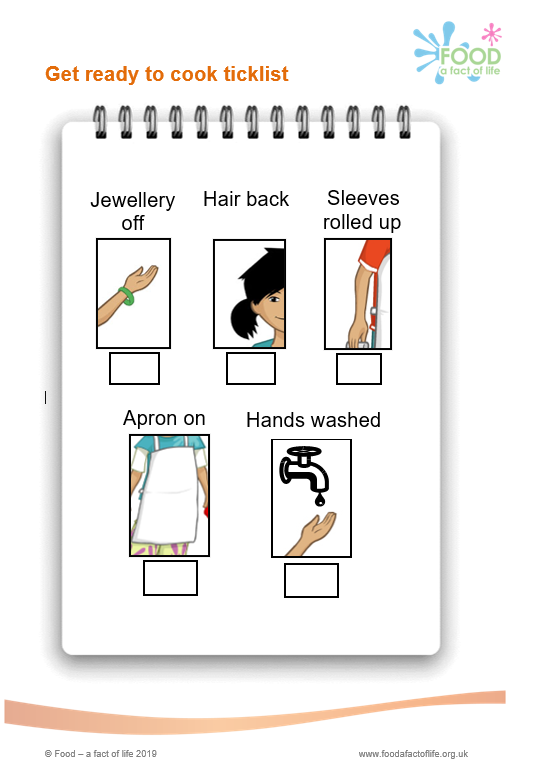 FOOD
a fact of life
Get ready to cook ticklist
Jewellery
off
Hair back
Sleeves
rolled up
Apron on
Hands washed
© Food – a fact of life 2019
www.foodafactoflife.org.uk